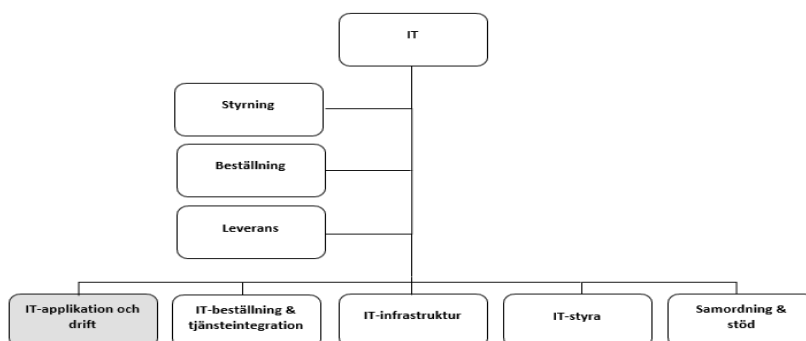 IT
Styrning
Beställning
Leverans
IT-applikation och
drift
IT-beställning &
tjänsteintegration
IT-infrastruktur
IT-styra
Samordning &
stöd